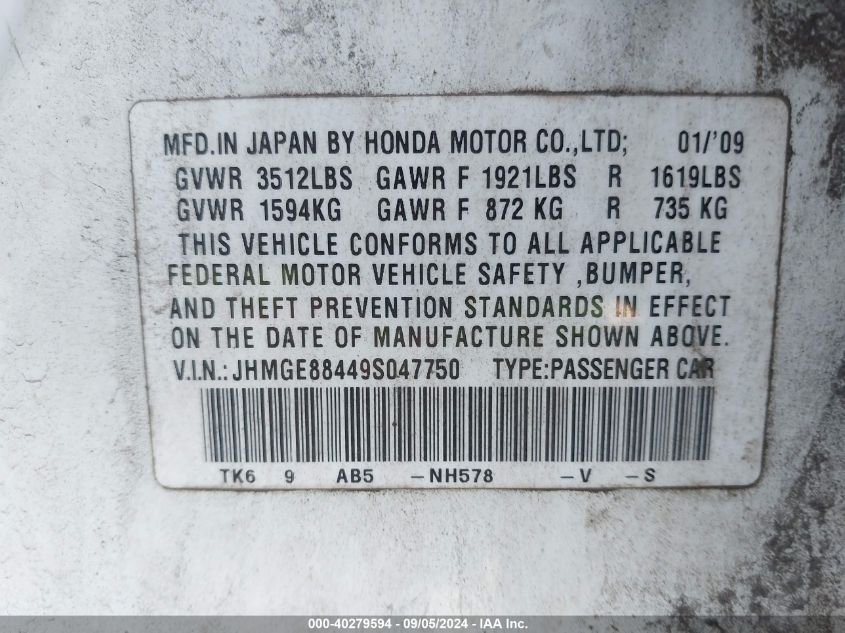 MFD.IN JAPAN BY HONDA MOTOR CO.,LTD; 01/'09
GVWR 3512LBS GAWR F 1921LBS R 1619LBS
GVWR 1594KG GAWR F 872 KG R 735 KG
THIS VEHICLE CONFORMS TO ALL APPLICABLE
FEDERAL MOTOR VEHICLE SAFETY ,BUMPER,
AND THEFT PREVENTION STANDARDS IN EFFECT
ON THE DATE OF MANUFACTURE SHOWN ABOVE.
V.I.N.: JHMGE88449S047750 TYPE:PASSENGER CAR
TK6 9 AB5 -NH578 -V -S
000-40279594 - 09/05/2024 - IAA Inc.